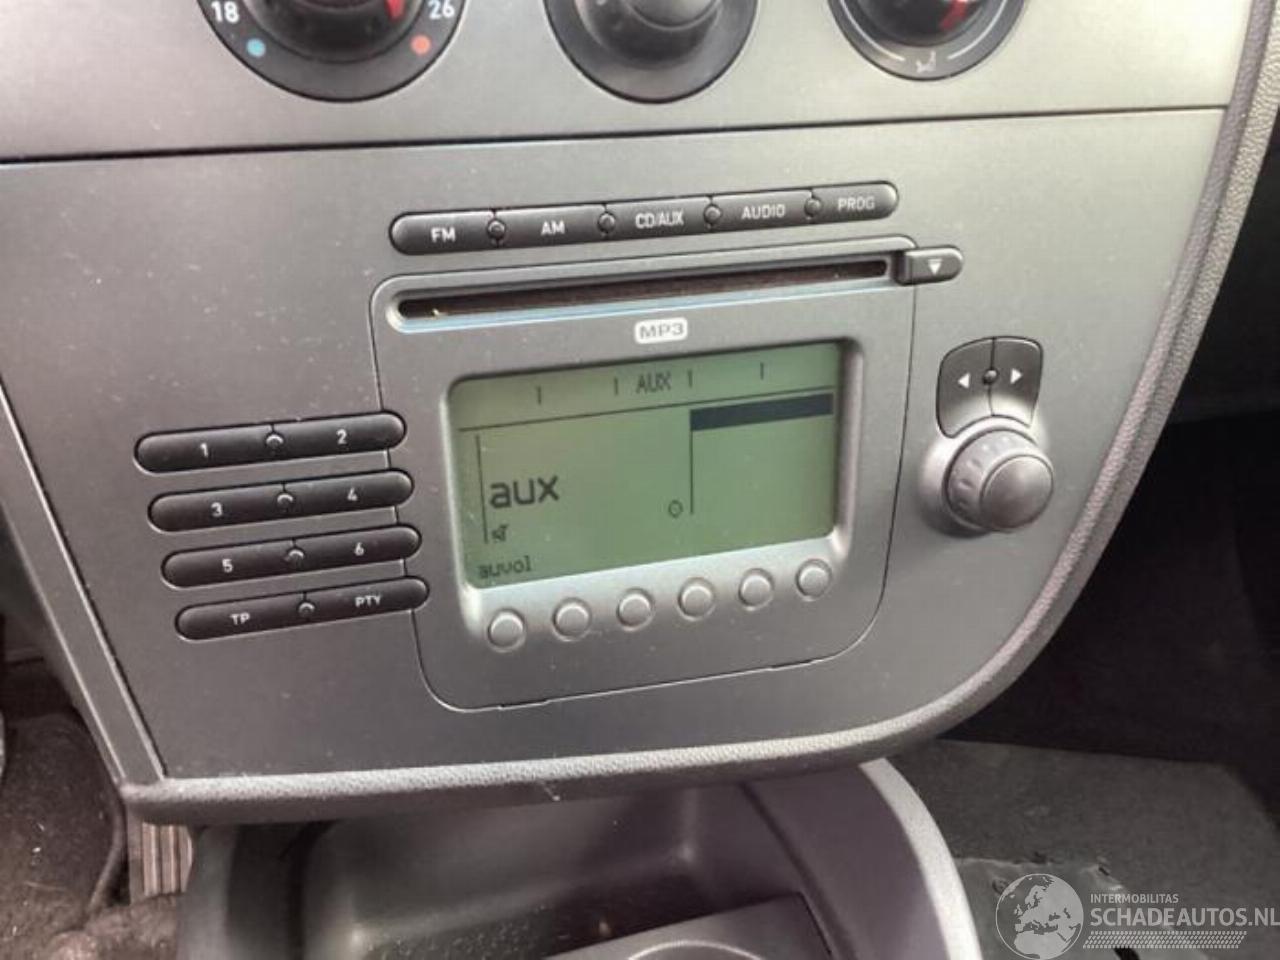 18 26
FM AM CD/AUX AUDIO PROG
MP3
AUX
aux
auvol
1 2
3 4
5 6
TP PTY
INTERMOBILITAS
SCHADEAUTOS.NL